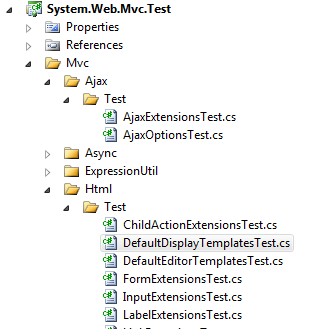 System.Web.Mvc.Test
Properties
References
Mvc
Ajax
Test
AjaxExtensionsTest.cs
AjaxOptionsTest.cs
Async
ExpressionUtil
Html
Test
ChildActionExtensionsTest.cs
DefaultDisplayTemplatesTest.cs
DefaultEditorTemplatesTest.cs
FormExtensionsTest.cs
InputExtensionsTest.cs
LabelExtensionsTest.cs